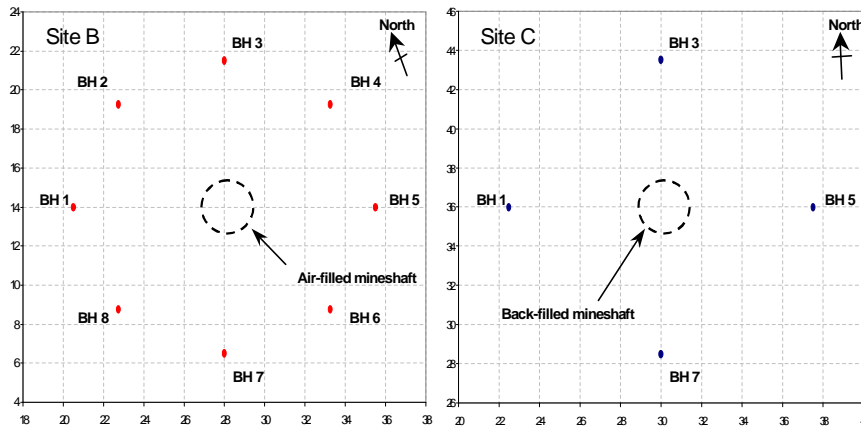 Site B
North
BH 3
BH 2
BH 4
BH 1
BH 5
Air-filled mineshaft
BH 8
BH 6
BH 7
24
22
20
18
16
14
12
10
8
6
4
18 20 22 24 26 28 30 32 34 36 38
Site C
North
BH 3
BH 1
BH 5
Back-filled mineshaft
BH 7
46
44
42
40
38
36
34
32
30
28
26
20 22 24 26 28 30 32 34 36 38